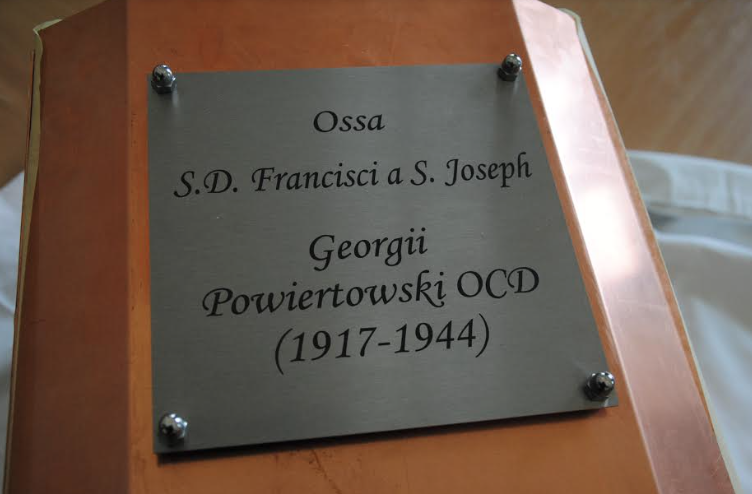 Ossa
S.D. Francisci a S. Joseph
Georgii
Powiertowski OCD
(1917-1944)